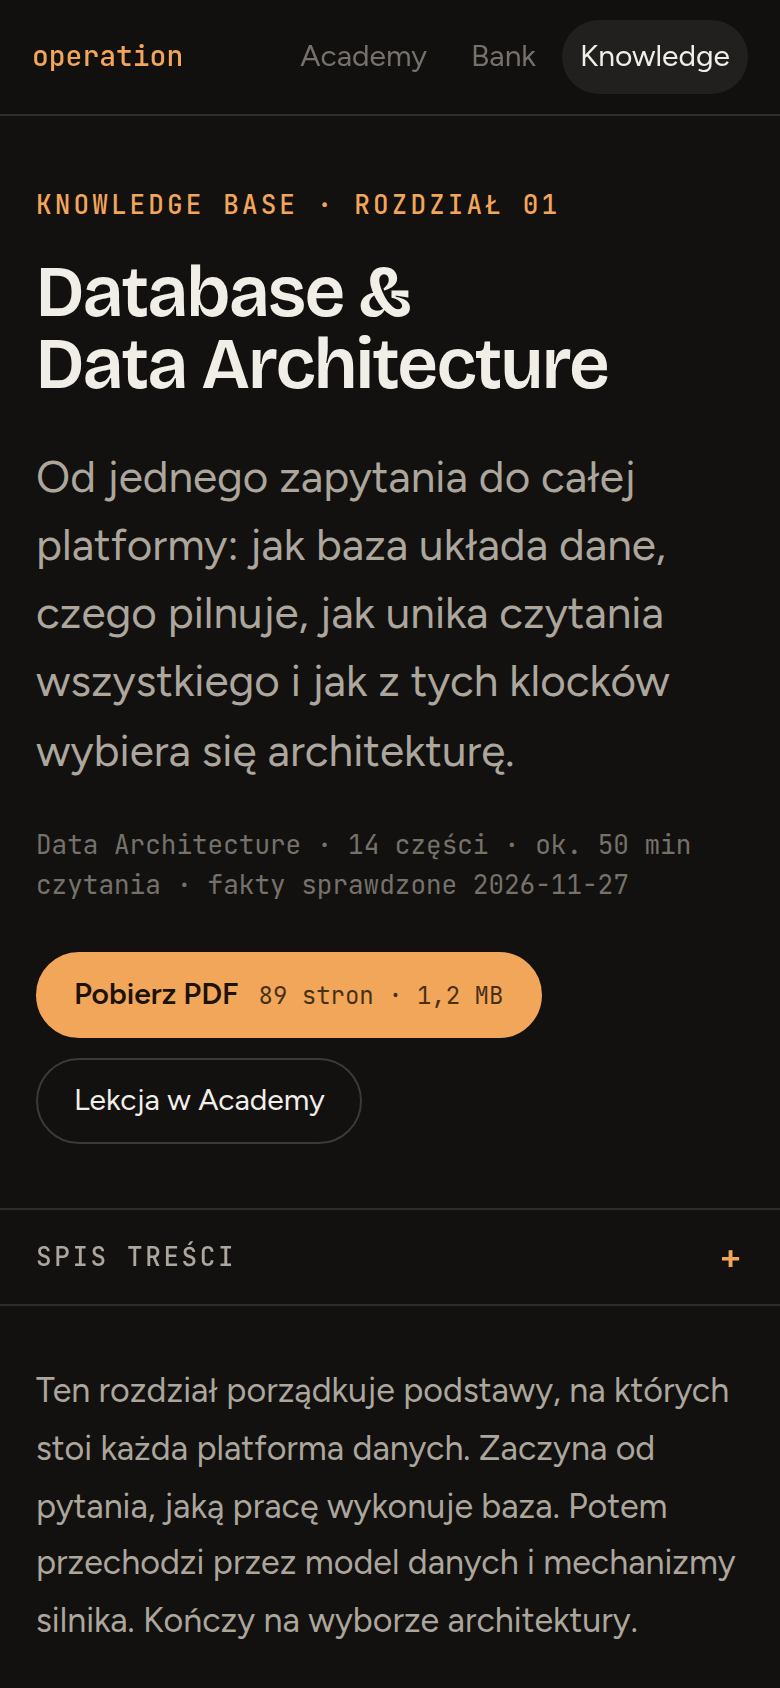 operation Academy Bank Knowledge
KNOWLEDGE BASE · ROZDZIAŁ 01
Database &
Data Architecture
Od jednego zapytania do całej
platformy: jak baza układa dane,
czego pilnuje, jak unika czytania
wszystkiego i jak z tych klocków
wybiera się architekturę.
Data Architecture · 14 części · ok. 50 min
czytania · fakty sprawdzone 2026-11-27
Pobierz PDF 89 stron · 1,2 MB
Lekcja w Academy
SPIS TREŚCI +
Ten rozdział porządkuje podstawy, na których
stoi każda platforma danych. Zaczyna od
pytania, jaką pracę wykonuje baza. Potem
przechodzi przez model danych i mechanizmy
silnika. Kończy na wyborze architektury.